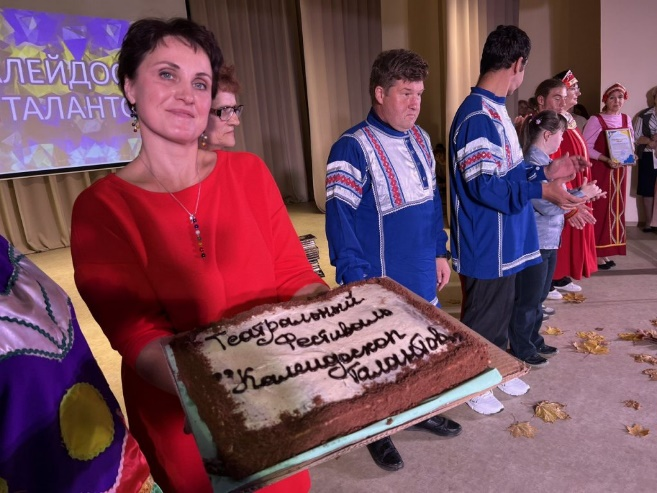 АЛЕЙДОС
ТАЛАНТО
Театральный
Фестиваль
"Калейдоскоп
Талантов"